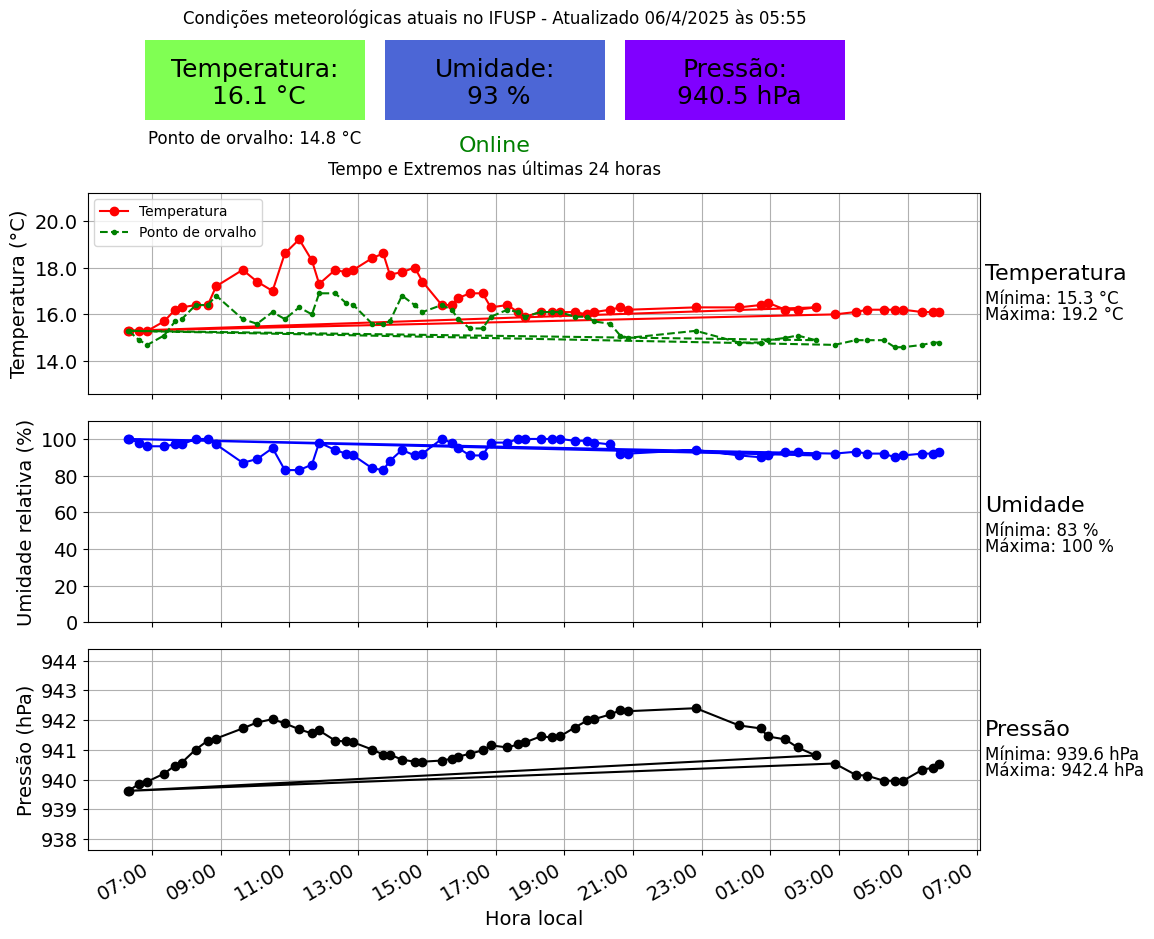 Condições meteorológicas atuais no IFUSP - Atualizado 06/4/2025 às 05:55
Temperatura:
16.1 °C
Umidade:
93 %
Pressão:
940.5 hPa
Ponto de orvalho: 14.8 °C
Online
Tempo e Extremos nas últimas 24 horas
Temperatura (°C)
20.0
18.0
16.0
14.0
Temperatura
Ponto de orvalho
Temperatura
Mínima: 15.3 °C
Máxima: 19.2 °C
Umidade relativa (%)
100
80
60
40
20
0
Umidade
Mínima: 83 %
Máxima: 100 %
Pressão (hPa)
944
943
942
941
940
939
938
Pressão
Mínima: 939.6 hPa
Máxima: 942.4 hPa
07:00 09:00 11:00 13:00 15:00 17:00 19:00 21:00 23:00 01:00 03:00 05:00 07:00
Hora local